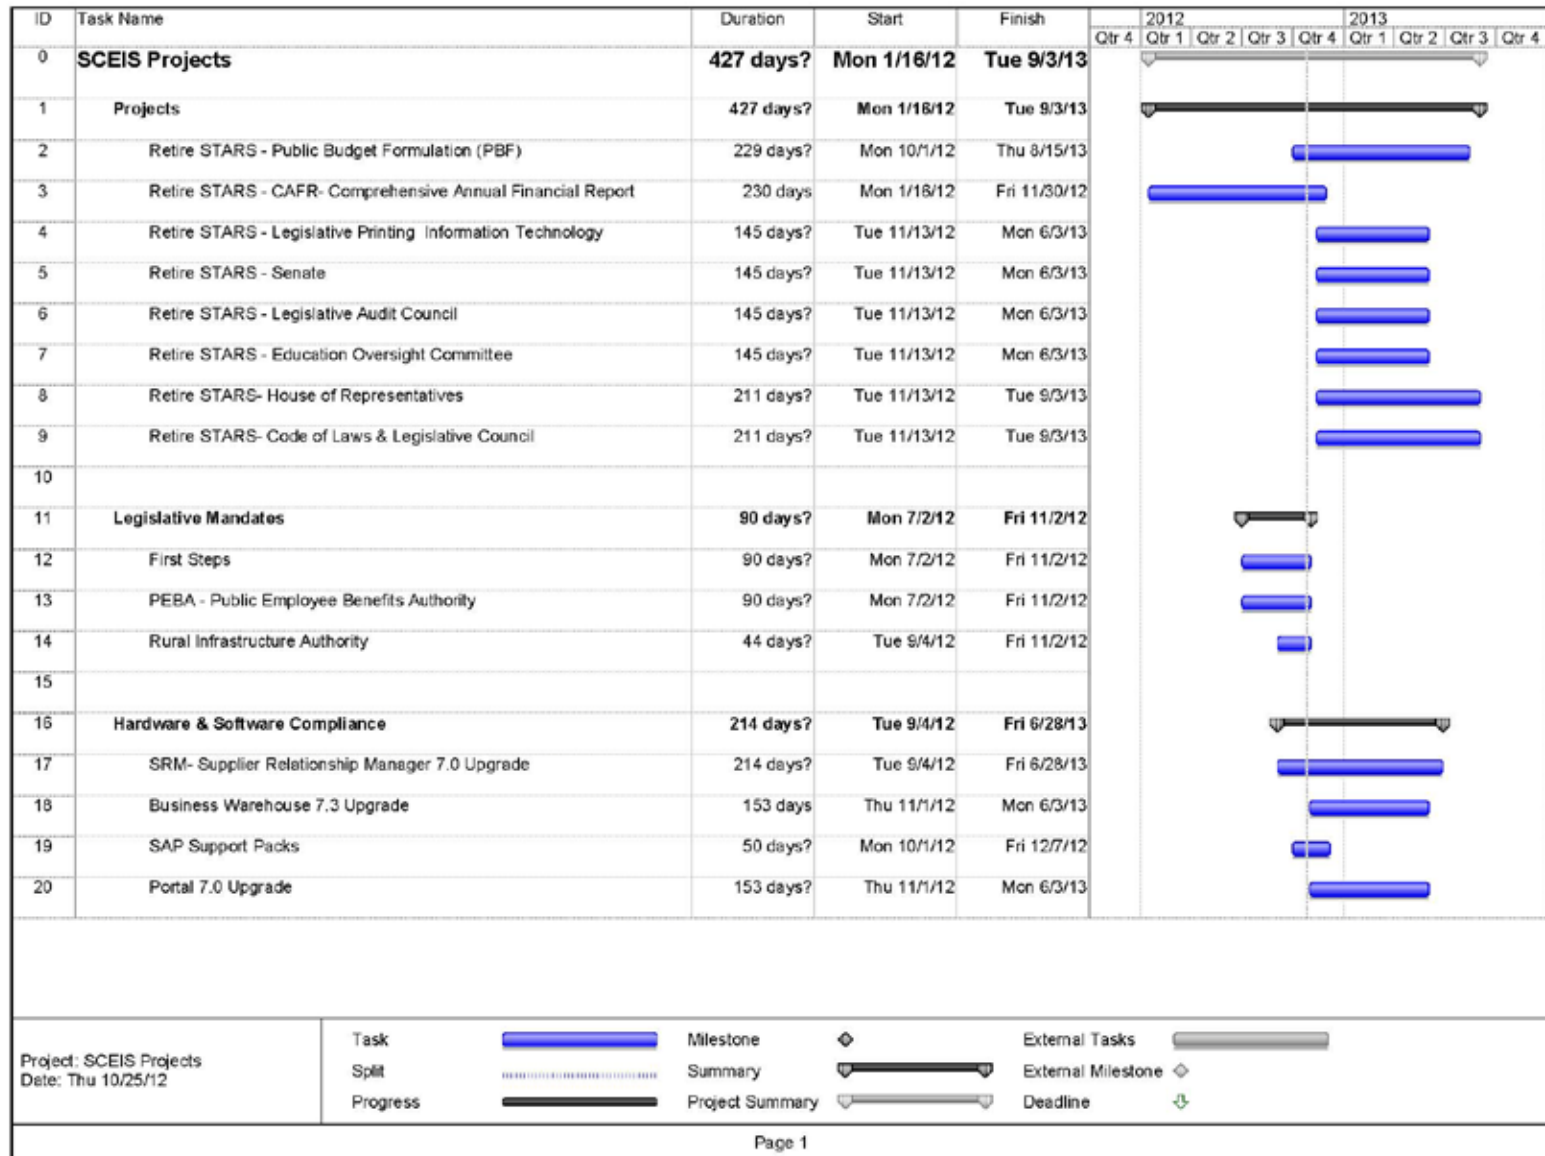 ID Task Name Duration Start Finish 2012 2013
Qtr 4 Qtr 1 Qtr 2 Qtr 3 Qtr 4 Qtr 1 Qtr 2 Qtr 3 Qtr 4
0 SCEIS Projects 427 days? Mon 1/16/12 Tue 9/3/13
1 Projects 427 days? Mon 1/16/12 Tue 9/3/13
2 Retire STARS - Public Budget Formulation (PBF) 229 days? Mon 10/1/12 Thu 8/15/13
3 Retire STARS - CAFR- Comprehensive Annual Financial Report 230 days Mon 1/16/12 Fri 11/30/12
4 Retire STARS - Legislative Printing Information Technology 145 days? Tue 11/13/12 Mon 6/3/13
5 Retire STARS - Senate 145 days? Tue 11/13/12 Mon 6/3/13
6 Retire STARS - Legislative Audit Council 145 days? Tue 11/13/12 Mon 6/3/13
7 Retire STARS - Education Oversight Committee 145 days? Tue 11/13/12 Mon 6/3/13
8 Retire STARS- House of Representatives 211 days? Tue 11/13/12 Tue 9/3/13
9 Retire STARS- Code of Laws & Legislative Council 211 days? Tue 11/13/12 Tue 9/3/13
10
11 Legislative Mandates 90 days? Mon 7/2/12 Fri 11/2/12
12 First Steps 90 days? Mon 7/2/12 Fri 11/2/12
13 PEBA - Public Employee Benefits Authority 90 days? Mon 7/2/12 Fri 11/2/12
14 Rural Infrastructure Authority 44 days? Tue 9/4/12 Fri 11/2/12
15
16 Hardware & Software Compliance 214 days? Tue 9/4/12 Fri 6/28/13
17 SRM- Supplier Relationship Manager 7.0 Upgrade 214 days? Tue 9/4/12 Fri 6/28/13
18 Business Warehouse 7.3 Upgrade 153 days Thu 11/1/12 Mon 6/3/13
19 SAP Support Packs 50 days? Mon 10/1/12 Fri 12/7/12
20 Portal 7.0 Upgrade 153 days? Thu 11/1/12 Mon 6/3/13
Project: SCEIS Projects
Date: Thu 10/25/12
Task Milestone External Tasks
Split Summary External Milestone
Progress Project Summary Deadline
Page 1